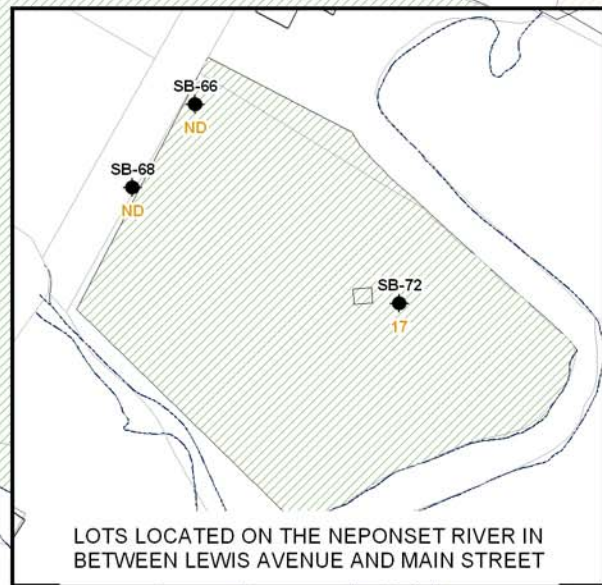 SB-66
ND
SB-68
ND
SB-72
17
LOTS LOCATED ON THE NEPONSET RIVER IN
BETWEEN LEWIS AVENUE AND MAIN STREET